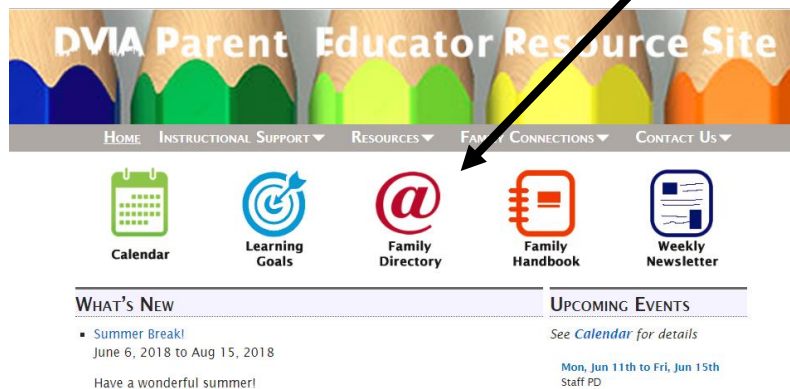 DVIA Parent Educator Resource Site
HOME INSTRUCTIONAL SUPPORT▼ RESOURCES▼ FAMILY CONNECTIONS▼ CONTACT US▼
Calendar
Learning
Goals
@
Family
Directory
Family
Handbook
Weekly
Newsletter
WHAT'S NEW
▪ Summer Break!
June 6, 2018 to Aug 15, 2018
Have a wonderful summer!
UPCOMING EVENTS
See Calendar for details
Mon, Jun 11th to Fri, Jun 15th
Staff PD